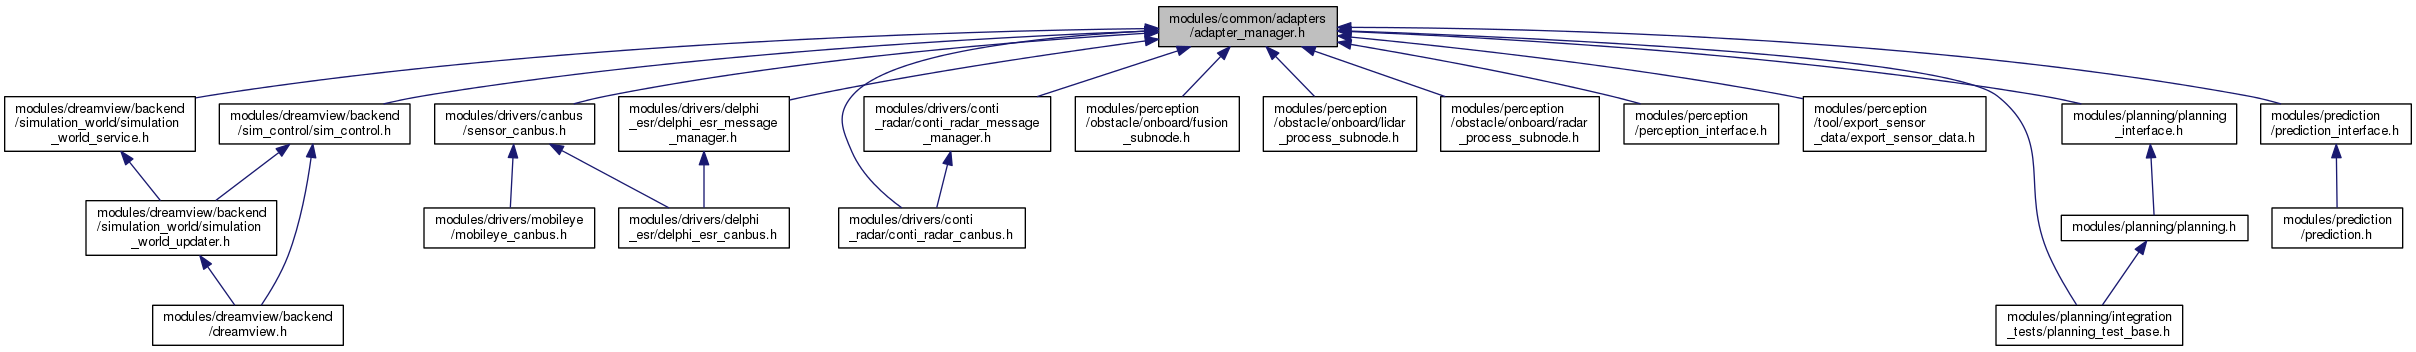 modules/common/adapters
/adapter_manager.h
modules/dreamview/backend
/simulation_world/simulation
_world_service.h
modules/dreamview/backend
/sim_control/sim_control.h
modules/drivers/canbus
/sensor_canbus.h
modules/drivers/delphi
_esr/delphi_esr_message
_manager.h
modules/drivers/conti
_radar/conti_radar_message
_manager.h
modules/perception
/obstacle/onboard/fusion
_subnode.h
modules/perception
/obstacle/onboard/lidar
_process_subnode.h
modules/perception
/obstacle/onboard/radar
_process_subnode.h
modules/perception
/perception_interface.h
modules/perception
/tool/export_sensor
_data/export_sensor_data.h
modules/planning/planning
_interface.h
modules/prediction
/prediction_interface.h
modules/dreamview/backend
/simulation_world/simulation
_world_updater.h
modules/drivers/mobileye
/mobileye_canbus.h
modules/drivers/delphi
_esr/delphi_esr_canbus.h
modules/drivers/conti
_radar/conti_radar_canbus.h
modules/planning/planning.h
modules/prediction
/prediction.h
modules/dreamview/backend
/dreamview.h
modules/planning/integration
_tests/planning_test_base.h